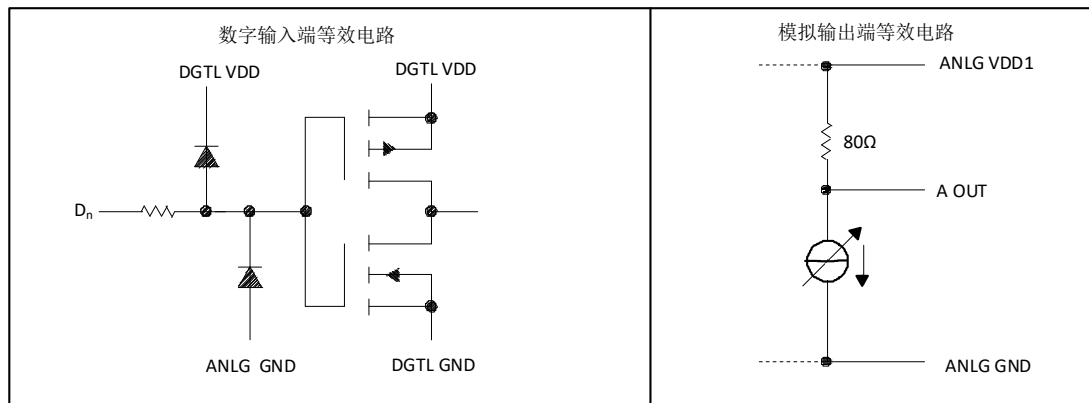 数字输入端等效电路
DGTL VDD
DGTL VDD
Dn
ANLG GND
DGTL GND
模拟输出端等效电路
ANLG VDD1
80Ω
A OUT
ANLG GND